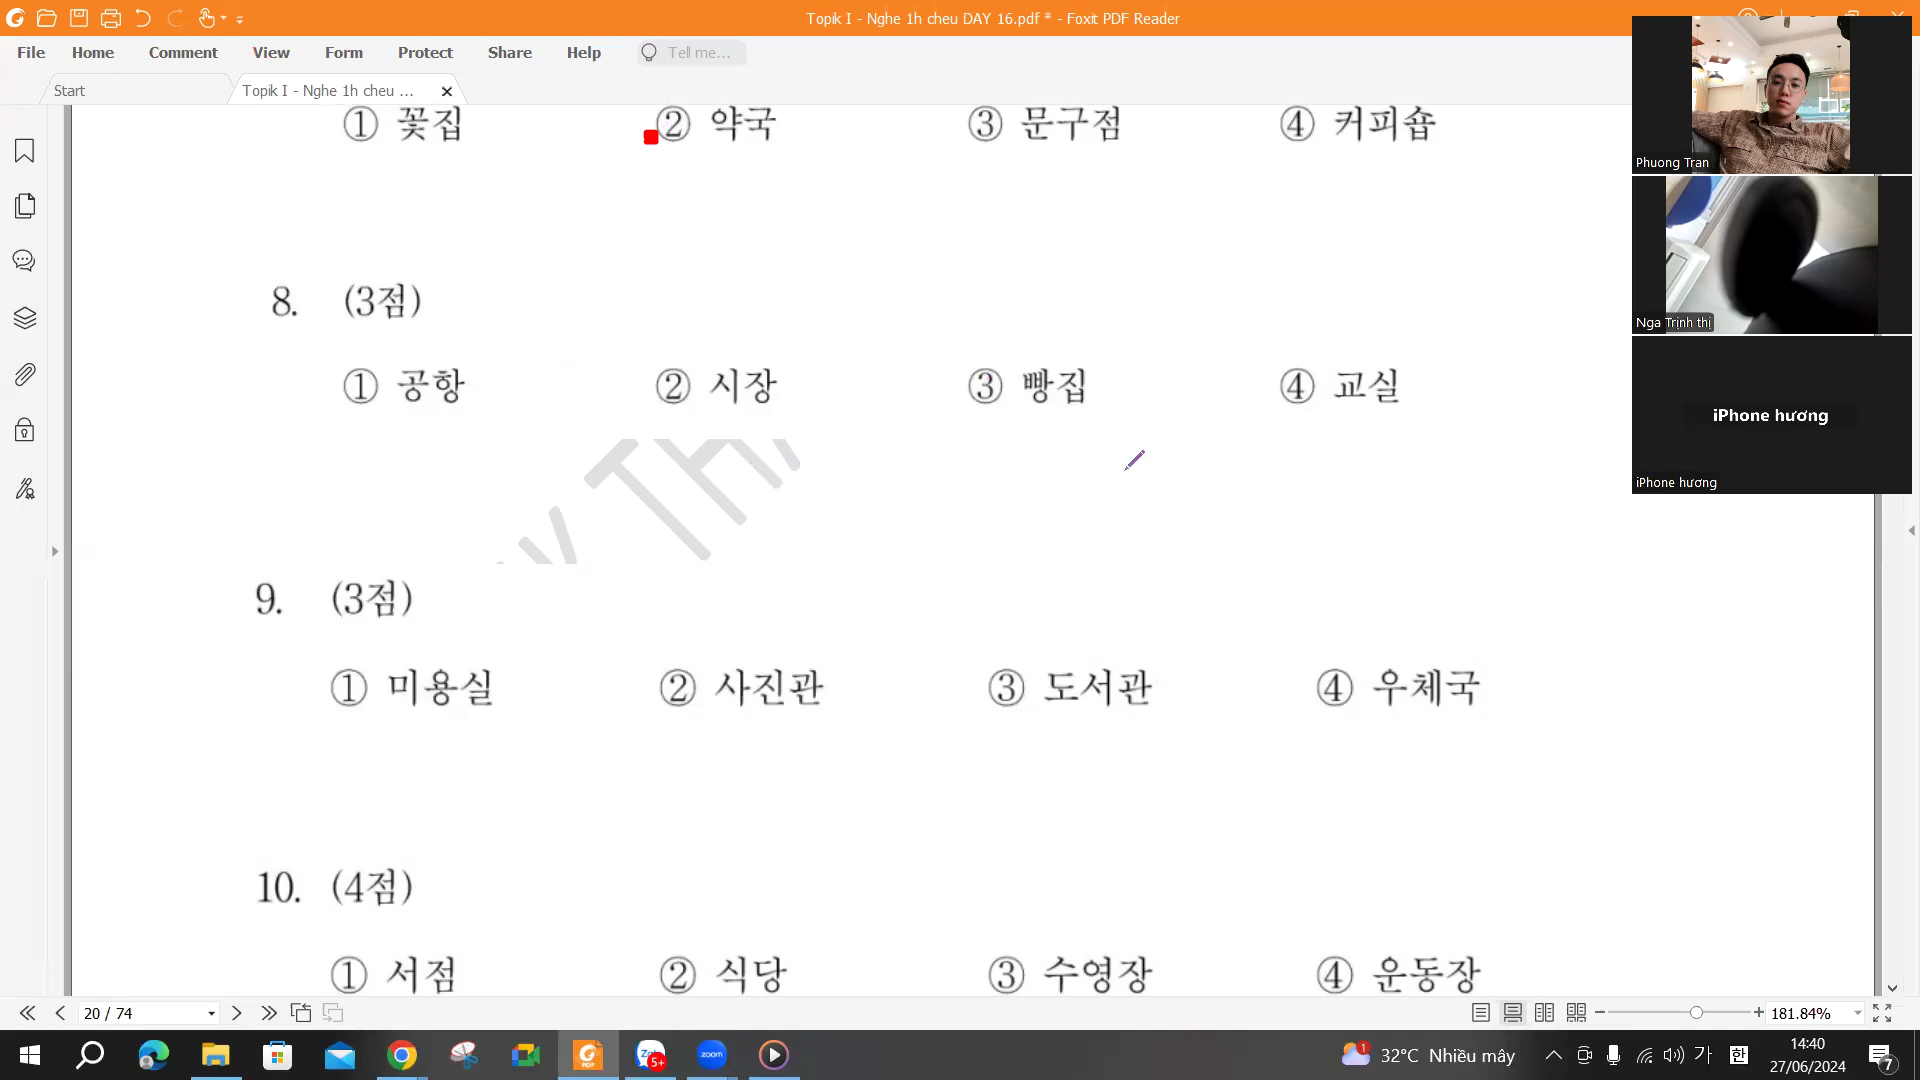 Topik I - Nghe 1h cheu DAY 16.pdf * - Foxit PDF Reader
File Home Comment View Form Protect Share Help Tell me...
Start Topik I - Nghe 1h cheu ...
① 꽃집 ② 약국 ③ 문구점 ④ 커피숍
8. (3점)
① 공항 ② 시장 ③ 빵집 ④ 교실
9. (3점)
① 미용실 ② 사진관 ③ 도서관 ④ 우체국
10. (4점)
① 서점 ② 식당 ③ 수영장 ④ 운동장
Phuong Tran
Nga Trịnh thị
iPhone hương
iPhone hương
20 / 74
181.84%
PDF
5+
zoom
1
32°C Nhiều mây
가
한
14:40
27/06/2024
7